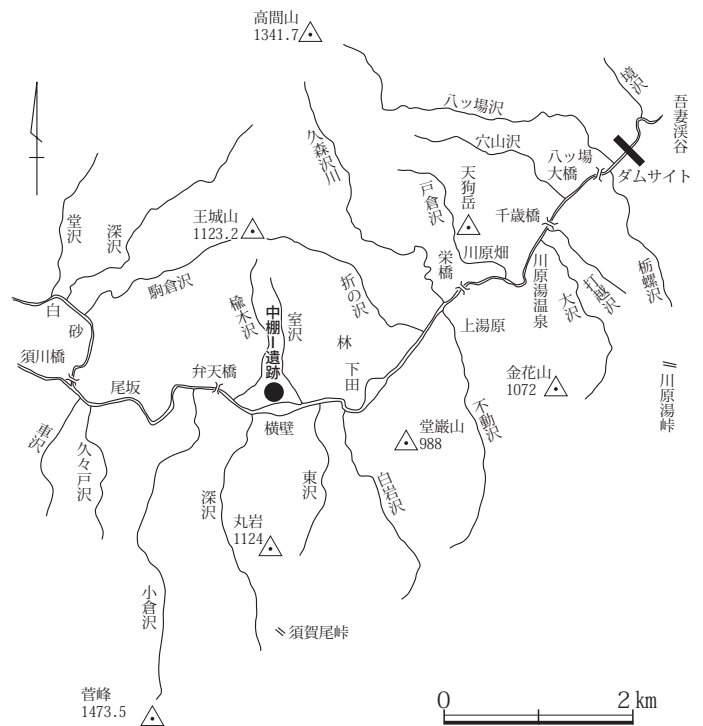 高間山
1341.7
境沢
吾妻渓谷
八ッ場沢
穴山沢
八ッ場
大橋
ダムサイト
久森沢川
天狗岳
戸倉沢
千歳橋
川原畑
栄橋
川原湯温泉
打越沢
大沢
栃螺沢
堂沢
深沢
王城山
1123.2
駒倉沢
折の沢
楡木沢
中棚Ⅱ遺跡
室沢
林
下田
上湯原
金花山
1072
川原湯峠
白
砂
須川橋
尾坂
弁天橋
横壁
堂巌山
988
不動沢
車沢
久々戸沢
深沢
東沢
白岩沢
丸岩
1124
小倉沢
須賀尾峠
菅峰
1473.5
0 2km